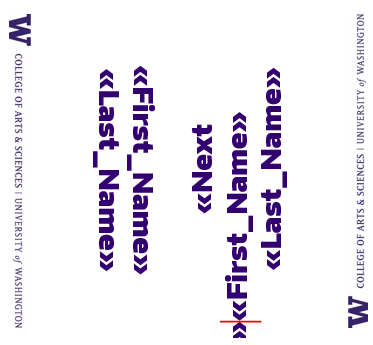 W COLLEGE OF ARTS & SCIENCES | UNIVERSITY of WASHINGTON
«First_Name»
«Last_Name»
«Next
«First_Name»»
«Last_Name»
W COLLEGE OF ARTS & SCIENCES | UNIVERSITY of WASHINGTON